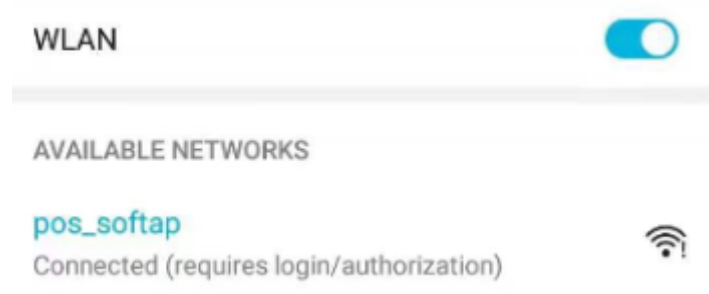 WLAN
AVAILABLE NETWORKS
pos_softap
Connected (requires login/authorization)